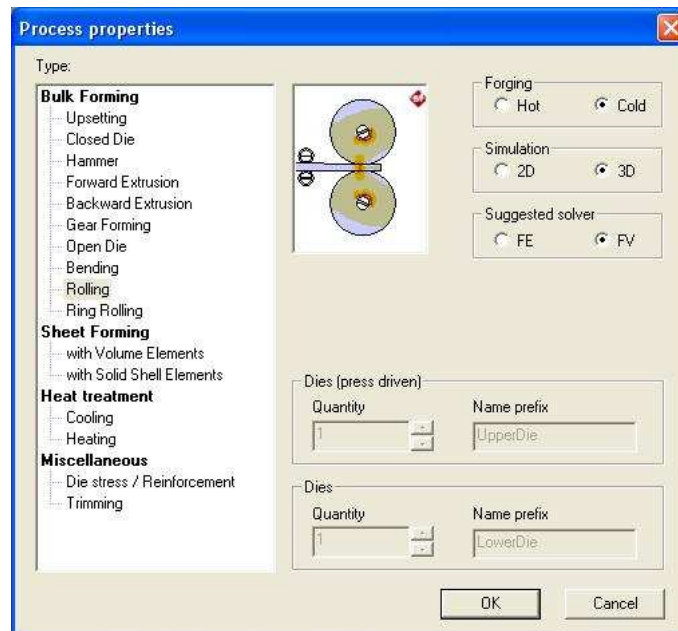 Process properties
Type:
Bulk Forming
Upsetting
Closed Die
Hammer
Forward Extrusion
Backward Extrusion
Gear Forming
Open Die
Bending
Rolling
Ring Rolling
Sheet Forming
with Volume Elements
with Solid Shell Elements
Heat treatment
Cooling
Heating
Miscellaneous
Die stress / Reinforcement
Trimming
Forging
Hot Cold
Simulation
2D 3D
Suggested solver
FE FV
Dies (press driven)
Quantity Name prefix
1 UpperDie
Dies
Quantity Name prefix
1 LowerDie
OK Cancel